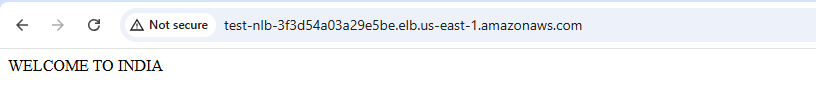 Not secure test-nlb-3f3d54a03a29e5be.elb.us-east-1.amazonaws.com
WELCOME TO INDIA